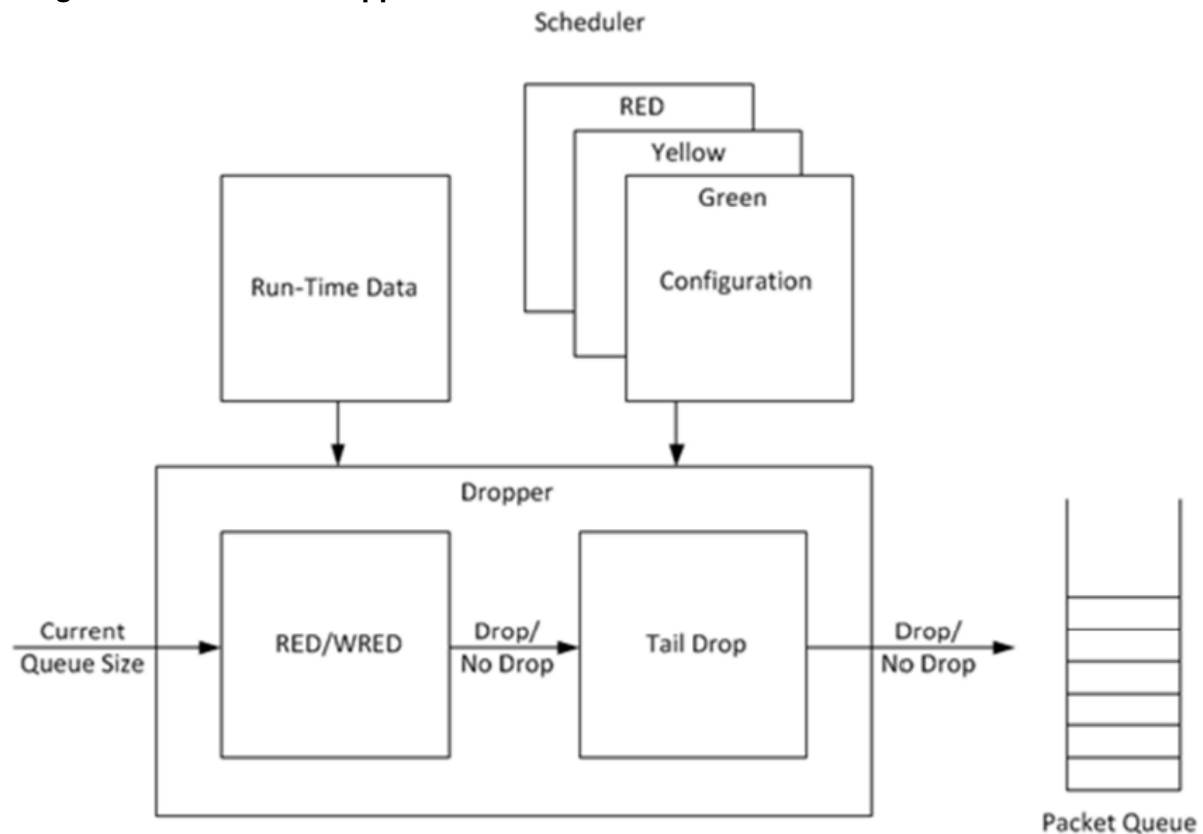 Scheduler
RED
Yellow
Green
Run-Time Data
Configuration
Dropper
Current
Queue Size
RED/WRED
Drop/
No Drop
Tail Drop
Drop/
No Drop
Packet Queue